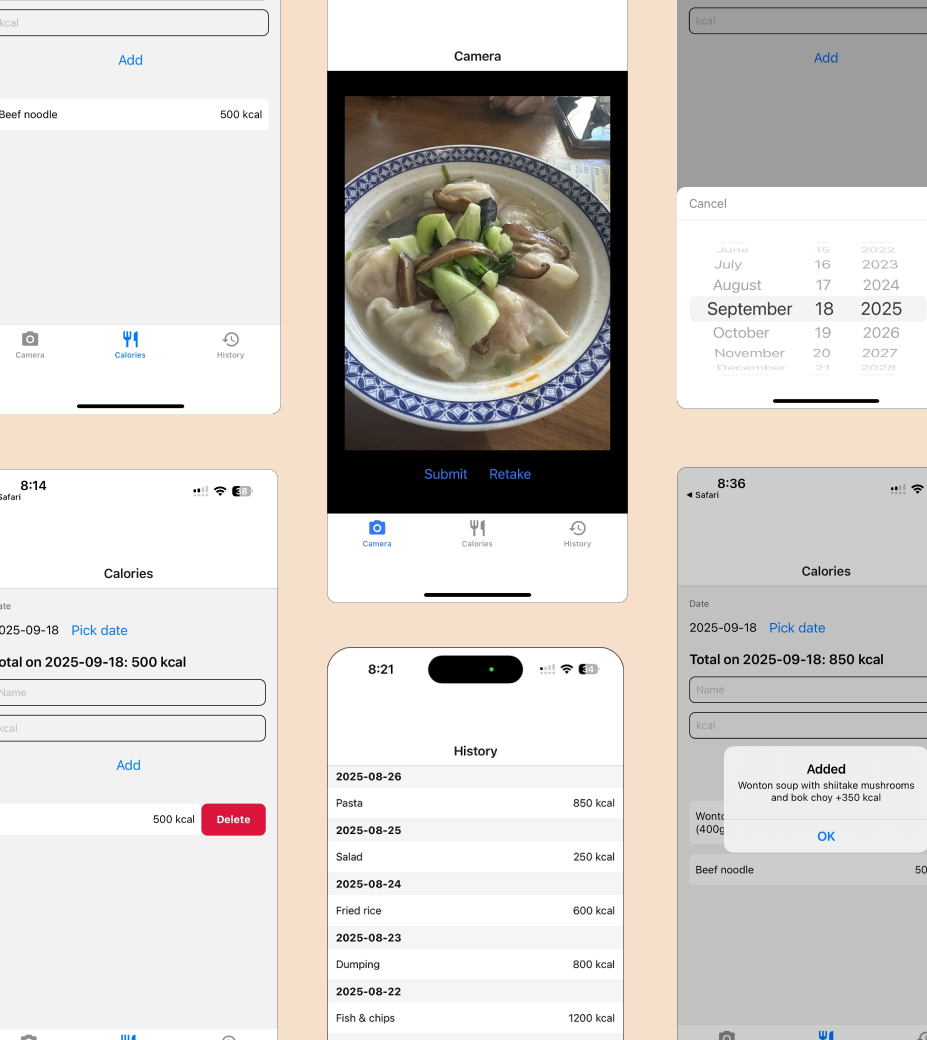 kcal
Add
Beef noodle
500 kcal
Camera
Calories
History
8:14
Safari
38
Calories
ate
025-09-18
Pick date
otal on 2025-09-18: 500 kcal
Name
kcal
Add
500 kcal
Delete
Camera
Submit
Retake
Camera
Calories
History
8:21
34
History
2025-08-26
Pasta
850 kcal
2025-08-25
Salad
250 kcal
2025-08-24
Fried rice
600 kcal
2025-08-23
Dumping
800 kcal
2025-08-22
Fish & chips
1200 kcal
kcal
Add
Cancel
June 15 2022
July 16 2023
August 17 2024
September 18 2025
October 19 2026
November 20 2027
December 21 2028
8:36
◀ Safari
Calories
Date
2025-09-18
Pick date
Total on 2025-09-18: 850 kcal
Name
kcal
Added
Wonton soup with shiitake mushrooms
and bok choy +350 kcal
OK
Wonto
(400g
Beef noodle
50